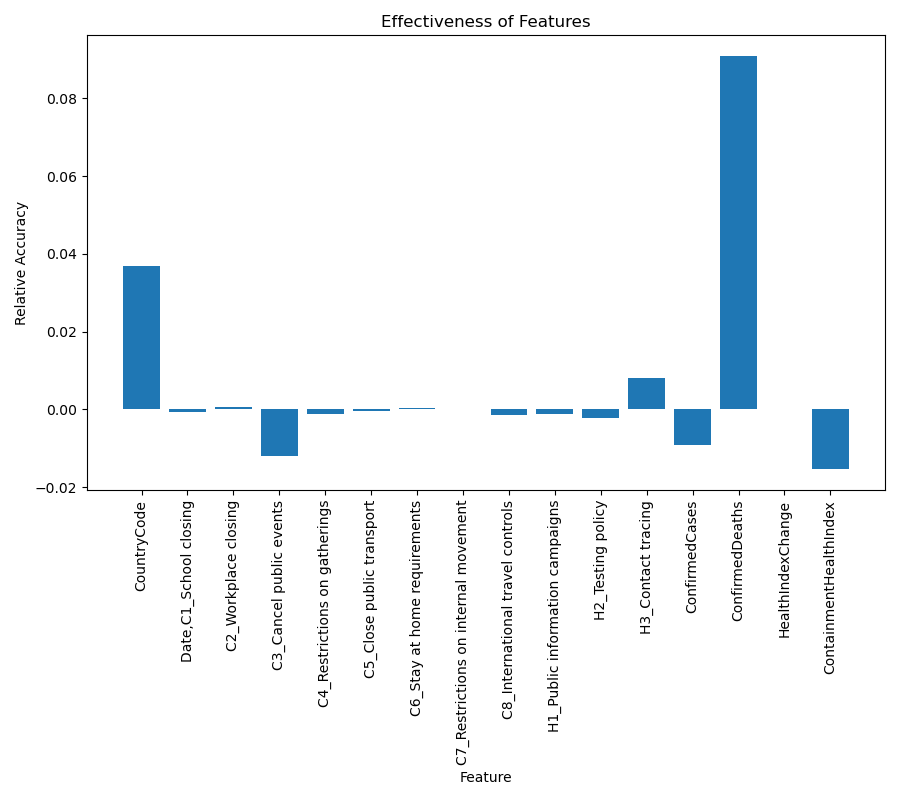 Effectiveness of Features
Relative Accuracy
0.08
0.06
0.04
0.02
0.00
−0.02
CountryCode
Date,C1_School closing
C2_Workplace closing
C3_Cancel public events
C4_Restrictions on gatherings
C5_Close public transport
C6_Stay at home requirements
C7_Restrictions on internal movement
C8_International travel controls
H1_Public information campaigns
H2_Testing policy
H3_Contact tracing
ConfirmedCases
ConfirmedDeaths
HealthIndexChange
ContainmentHealthIndex
Feature